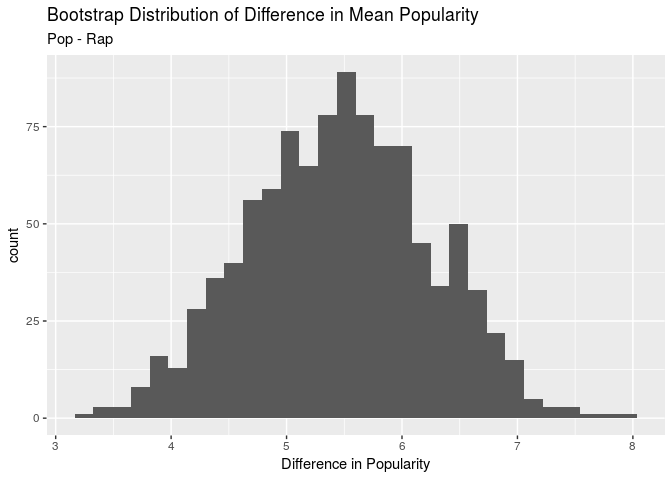 Bootstrap Distribution of Difference in Mean Popularity
Pop - Rap
75
50
25
0
count
3 4 5 6 7 8
Difference in Popularity